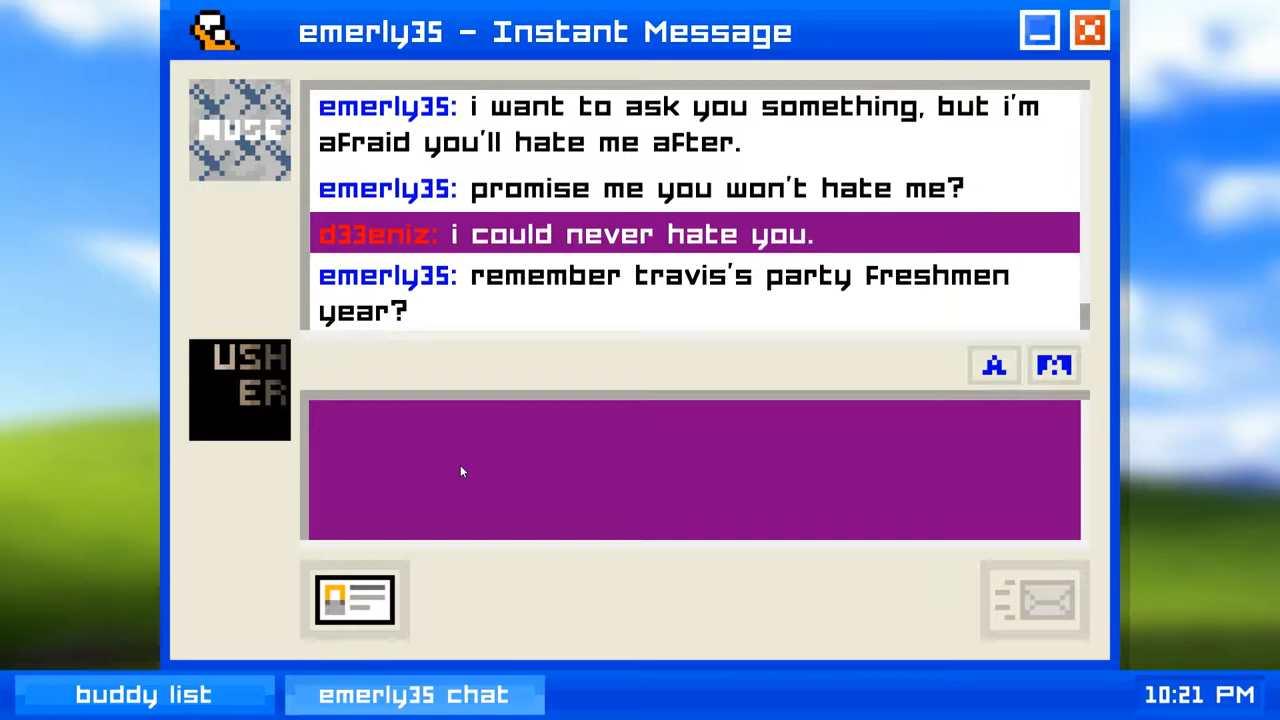 emerly35 - Instant Message
MUSE
emerly35: i want to ask you something, but i'm
afraid you'll hate me after.
emerly35: promise me you won't hate me?
d33eniz: i could never hate you.
emerly35: remember travis's party freshmen
year?
USH
ER
A
buddy list
emerly35 chat
10:21 PM